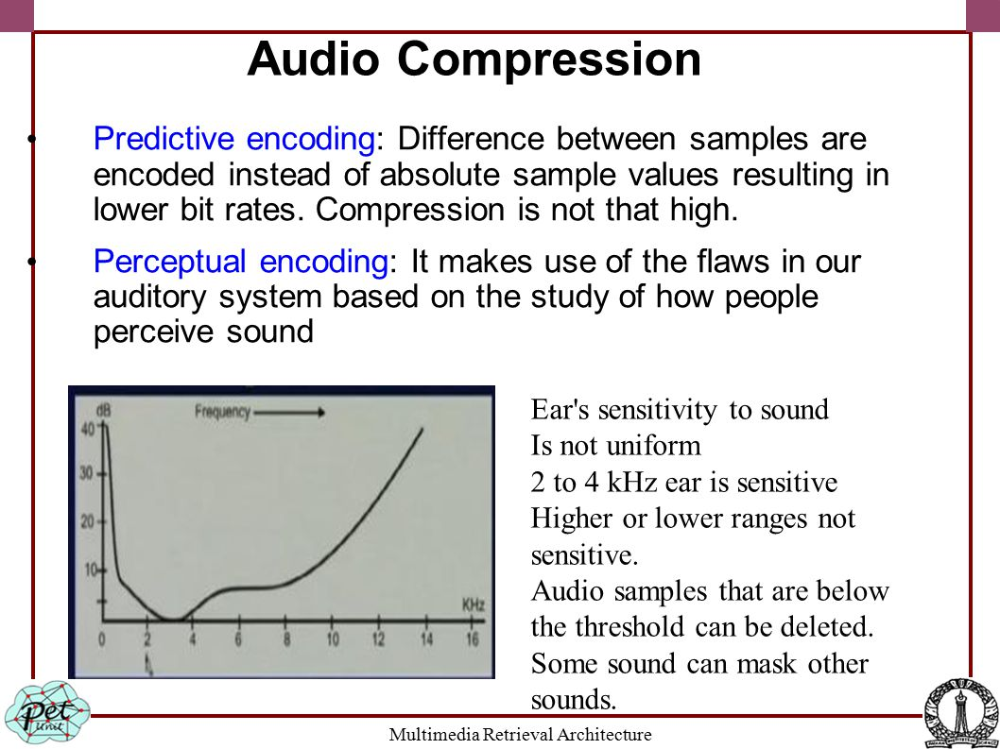 Audio Compression
• Predictive encoding: Difference between samples are
encoded instead of absolute sample values resulting in
lower bit rates. Compression is not that high.
• Perceptual encoding: It makes use of the flaws in our
auditory system based on the study of how people
perceive sound
dB Frequency
40
30
20
10
KHz
0 2 4 6 8 10 12 14 16
Ear's sensitivity to sound
Is not uniform
2 to 4 kHz ear is sensitive
Higher or lower ranges not
sensitive.
Audio samples that are below
the threshold can be deleted.
Some sound can mask other
sounds.
Pet
unit
Multimedia Retrieval Architecture